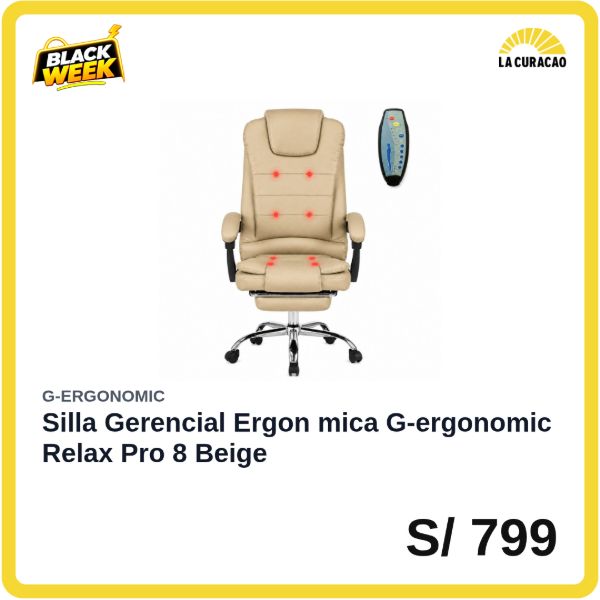 BLACK
WEEK
LA CURACAO
G-ERGONOMIC
Silla Gerencial Ergon mica G-ergonomic
Relax Pro 8 Beige
S/ 799